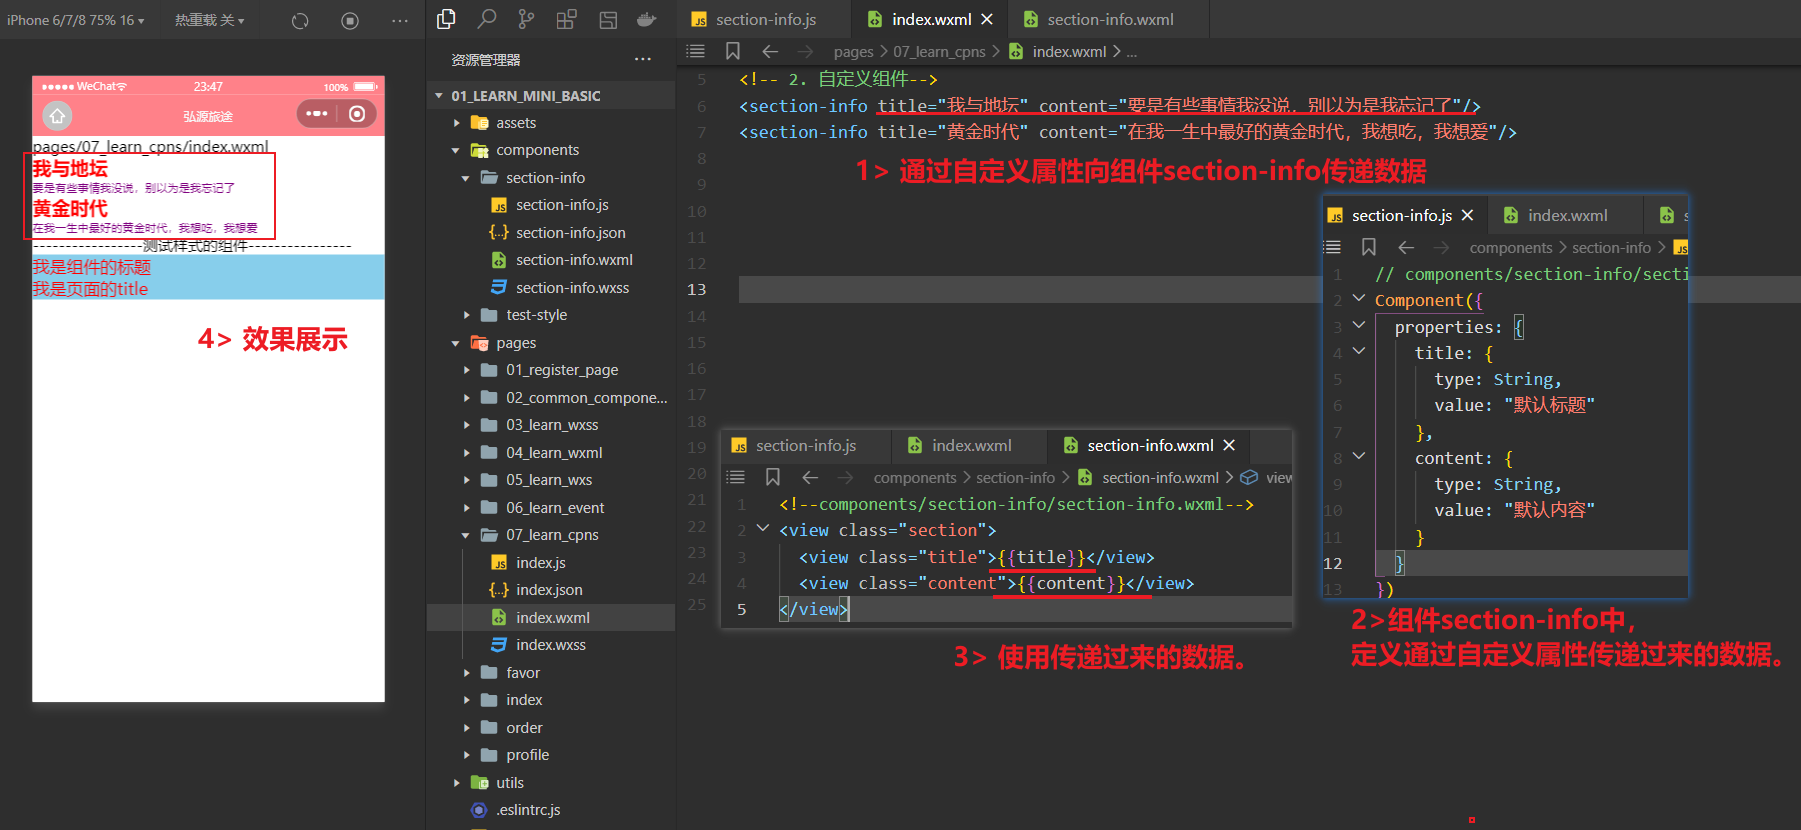 iPhone 6/7/8 75% 16
热重载 关
WeChat
23:47
100%
弘源旅途
pages/07_learn_cpns/index.wxml
我与地坛
要是有些事情我没说，别以为是我忘记了
黄金时代
在我一生中最好的黄金时代，我想吃，我想爱
-----------------测试样式的组件----------------
我是组件的标题
我是页面的title
4> 效果展示
资源管理器
01_LEARN_MINI_BASIC
assets
components
section-info
section-info.js
section-info.json
section-info.wxml
section-info.wxss
test-style
pages
01_register_page
02_common_compone...
03_learn_wxss
04_learn_wxml
05_learn_wxs
06_learn_event
07_learn_cpns
index.js
index.json
index.wxml
index.wxss
favor
index
order
profile
utils
.eslintrc.js
section-info.js
index.wxml
section-info.wxml
pages > 07_learn_cpns > index.wxml > ...
5 <!-- 2. 自定义组件-->
6 <section-info title="我与地坛" content="要是有些事情我没说，别以为是我忘记了"/>
7 <section-info title="黄金时代" content="在我一生中最好的黄金时代，我想吃，我想爱"/>
8
9
10
11
12
13
14
15
16
17
18
19
20
21
22
23
24
25
1> 通过自定义属性向组件section-info传递数据
section-info.js
index.wxml
s
components > section-info >
1 // components/section-info/secti
2 Component({
3 properties: {
4 title: {
5 type: String,
6 value: "默认标题"
7 },
8 content: {
9 type: String,
10 value: "默认内容"
11 }
12 }
13 })
2>组件section-info中，
定义通过自定义属性传递过来的数据。
section-info.js
index.wxml
section-info.wxml
components > section-info > section-info.wxml > view
1 <!--components/section-info/section-info.wxml-->
2 <view class="section">
3 <view class="title">{{title}}</view>
4 <view class="content">{{content}}</view>
5 </view>
3> 使用传递过来的数据。